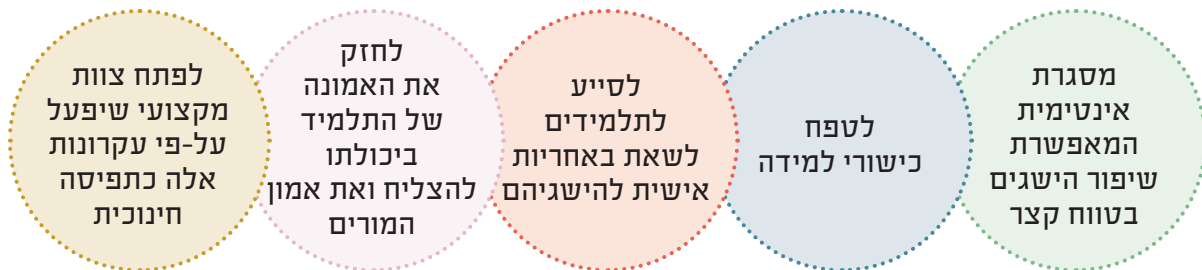 מסגרת
אינטימית
המאפשרת
שיפור הישגים
בטווח קצר
לטפח
כישורי למידה
לסייע
לתלמידים
לשאת באחריות
אישית להישגיהם
לחזק
את האמונה
של התלמיד
ביכולתו
להצליח ואת אמון
המורים
לפתח צוות
מקצועי שיפעל
על-פי עקרונות
אלה כתפיסה
חינוכית